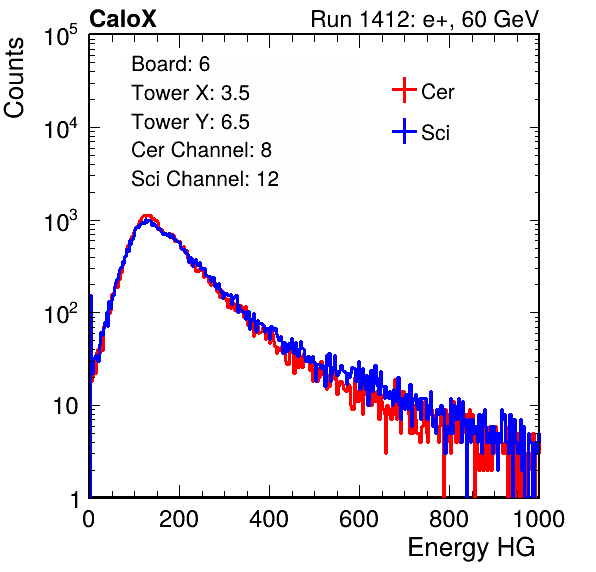 CaloX Run 1412: e+, 60 GeV
Counts
Board: 6
Tower X: 3.5
Tower Y: 6.5
Cer Channel: 8
Sci Channel: 12
Cer
Sci
10^5
10^4
10^3
10^2
10
1
0 200 400 600 800 1000
Energy HG